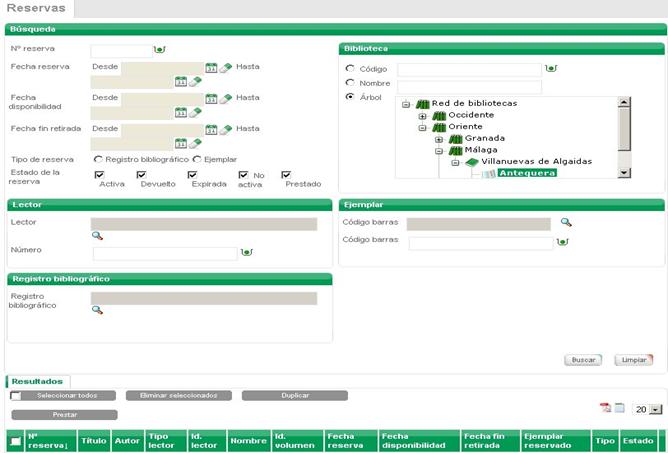 Reservas
Búsqueda
Nº reserva
Fecha reserva Desde Hasta
Fecha disponibilidad Desde Hasta
Fecha fin retirada Desde Hasta
Tipo de reserva Registro bibliográfico Ejemplar
Estado de la reserva Activa Devuelto Expirada No activa Prestado
Biblioteca
Código
Nombre
Árbol
Red de bibliotecas
Occidente
Oriente
Granada
Málaga
Villanuevas de Algaidas
Antequera
Lector
Lector
Número
Ejemplar
Código barras
Código barras
Registro bibliográfico
Registro bibliográfico
Buscar Limpiar
Resultados
Seleccionar todos Eliminar seleccionados Duplicar
Prestar
20
Nº reserva↓ Título Autor Tipo lector Id. lector Nombre Id. volumen Fecha reserva Fecha disponibilidad Fecha fin retirada Ejemplar reservado Tipo Estado